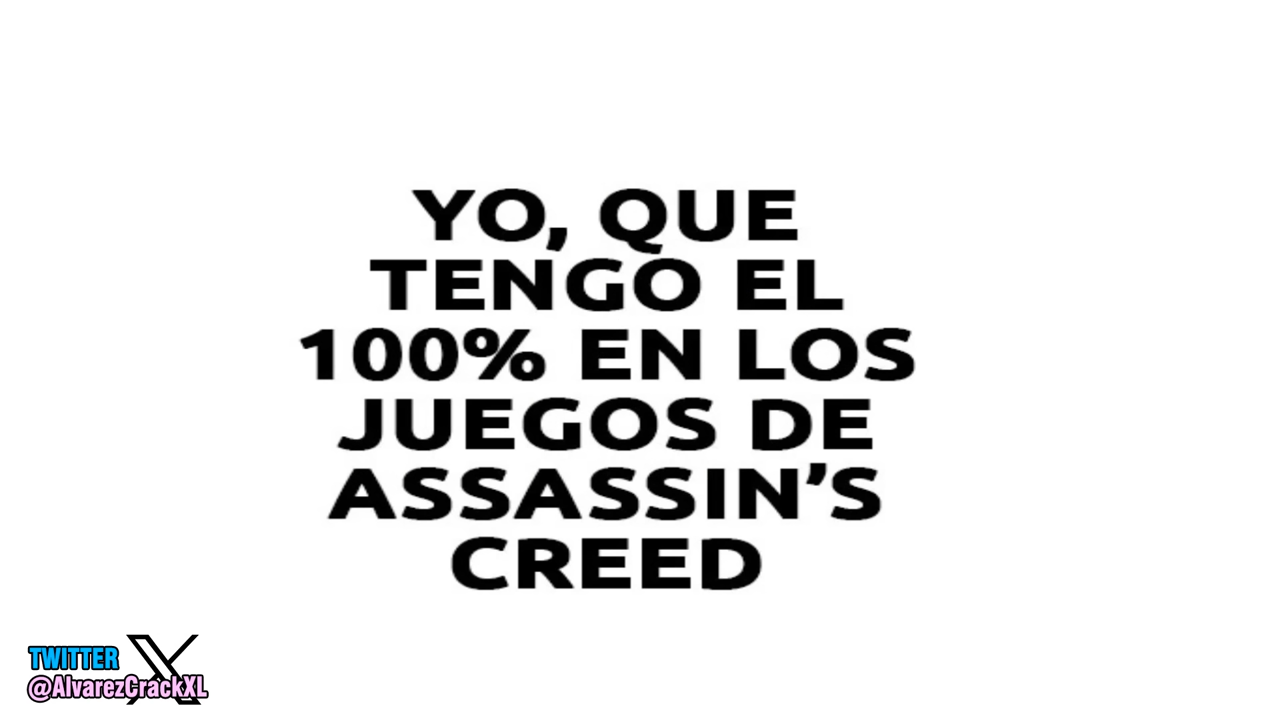 YO, QUE
TENGO EL
100% EN LOS
JUEGOS DE
ASSASSIN'S
CREED
TWITTER X
@AlvarezCrackXL